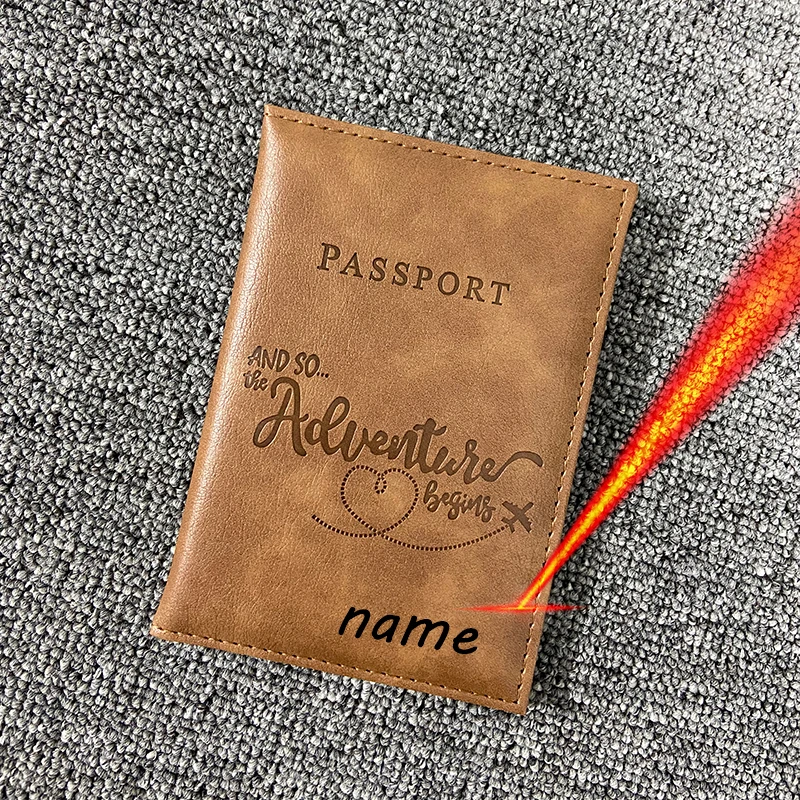 PASSPORT
AND SO...
the
Adventure
begins
name